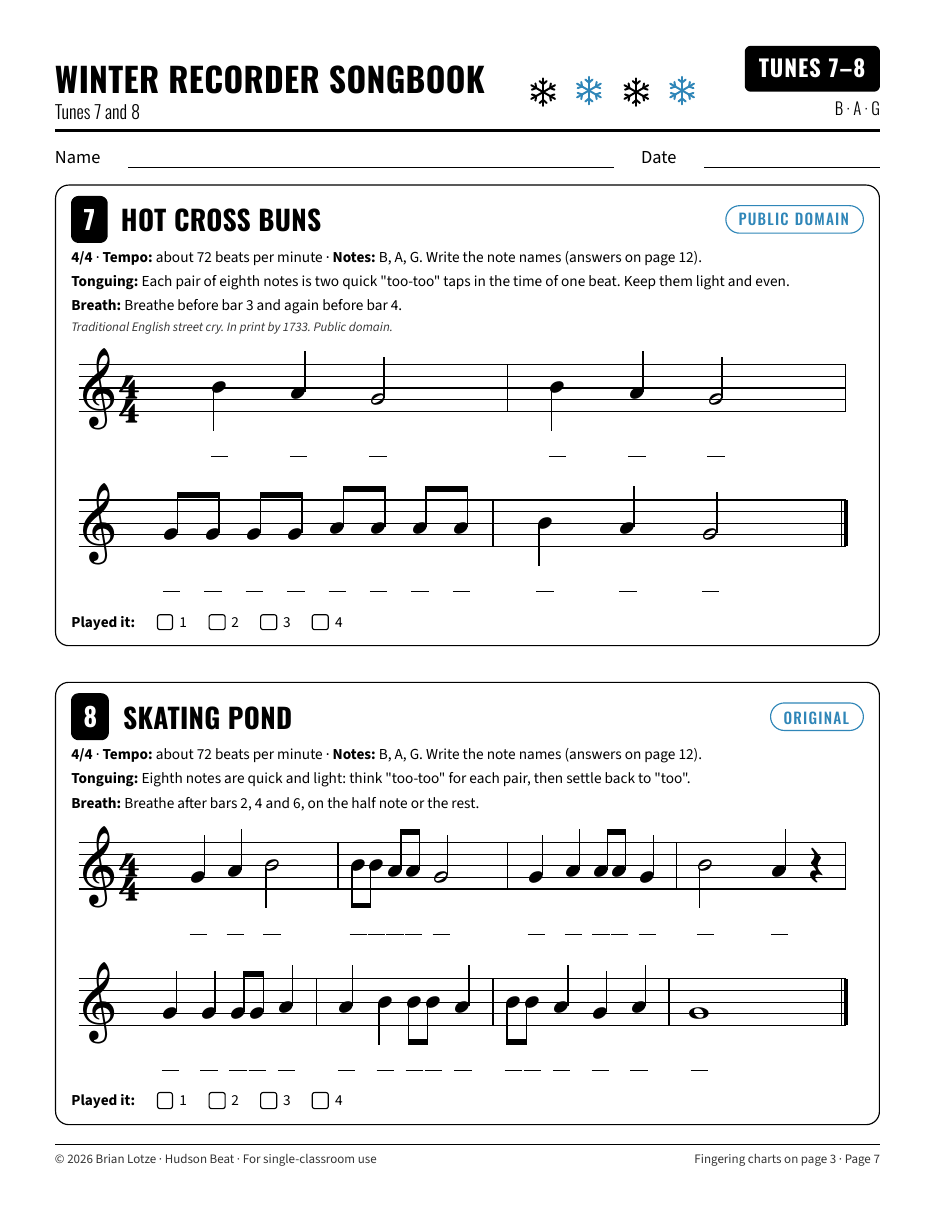 WINTER RECORDER SONGBOOK
TUNES 7–8
Tunes 7 and 8
B · A · G
Name
Date
7 HOT CROSS BUNS
PUBLIC DOMAIN
4/4 · Tempo: about 72 beats per minute · Notes: B, A, G. Write the note names (answers on page 12).
Tonguing: Each pair of eighth notes is two quick "too-too" taps in the time of one beat. Keep them light and even.
Breath: Breathe before bar 3 and again before bar 4.
Traditional English street cry. In print by 1733. Public domain.
4
4
Played it: 1 2 3 4
8 SKATING POND
ORIGINAL
4/4 · Tempo: about 72 beats per minute · Notes: B, A, G. Write the note names (answers on page 12).
Tonguing: Eighth notes are quick and light: think "too-too" for each pair, then settle back to "too".
Breath: Breathe after bars 2, 4 and 6, on the half note or the rest.
4
4
Played it: 1 2 3 4
© 2026 Brian Lotze · Hudson Beat · For single-classroom use
Fingering charts on page 3 · Page 7